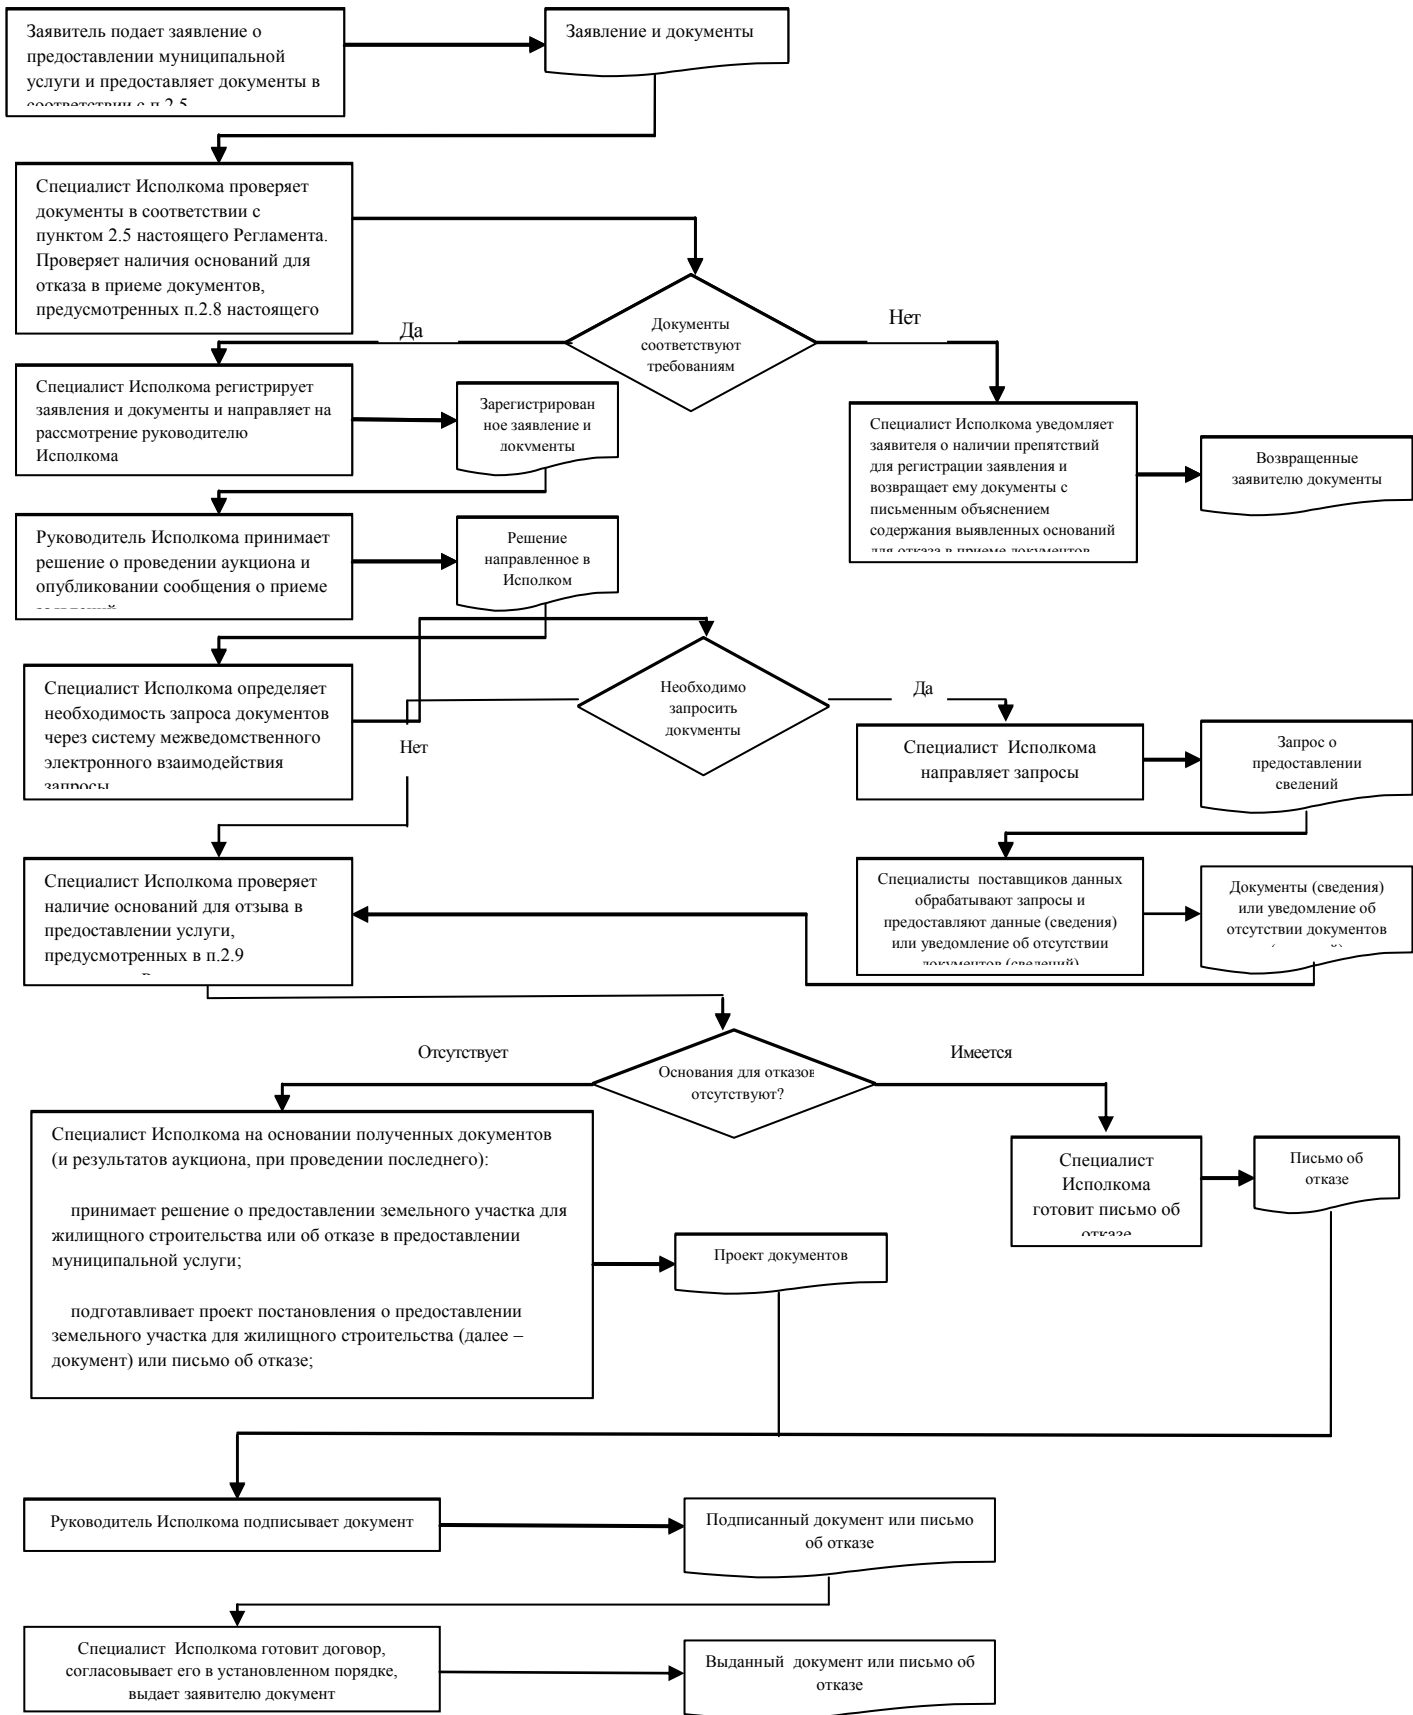 Заявитель подает заявление о
предоставлении муниципальной
услуги и предоставляет документы в
соответствии с п.2.5
Заявление и документы
Специалист Исполкома проверяет
документы в соответствии с
пунктом 2.5 настоящего Регламента.
Проверяет наличия оснований для
отказа в приеме документов,
предусмотренных п.2.8 настоящего
Да
Документы
соответствуют
требованиям
Нет
Специалист Исполкома регистрирует
заявления и документы и направляет на
рассмотрение руководителю
Исполкома
Зарегистрирован
ное заявление и
документы
Специалист Исполкома уведомляет
заявителя о наличии препятствий
для регистрации заявления и
возвращает ему документы с
письменным объяснением
содержания выявленных оснований
для отказа в приеме документов
Возвращенные
заявителю документы
Руководитель Исполкома принимает
решение о проведении аукциона и
опубликовании сообщения о приеме
Решение
направленное в
Исполком
Специалист Исполкома определяет
необходимость запроса документов
через систему межведомственного
электронного взаимодействия
запросы
Нет
Необходимо
запросить
документы
Да
Специалист Исполкома
направляет запросы
Запрос о
предоставлении
сведений
Специалист Исполкома проверяет
наличие оснований для отзыва в
предоставлении услуги,
предусмотренных в п.2.9
Специалисты поставщиков данных
обрабатывают запросы и
предоставляют данные (сведения)
или уведомление об отсутствии
документов (сведений)
Документы (сведения)
или уведомление об
отсутствии документов
Отсутствует
Основания для отказов
отсутствуют?
Имеется
Специалист Исполкома на основании полученных документов
(и результатов аукциона, при проведении последнего):
принимает решение о предоставлении земельного участка для
жилищного строительства или об отказе в предоставлении
муниципальной услуги;
подготавливает проект постановления о предоставлении
земельного участка для жилищного строительства (далее –
документ) или письмо об отказе;
Проект документов
Специалист
Исполкома
готовит письмо об
отказе
Письмо об
отказе
Руководитель Исполкома подписывает документ
Подписанный документ или письмо
об отказе
Специалист Исполкома готовит договор,
согласовывает его в установленном порядке,
выдает заявителю документ
Выданный документ или письмо об
отказе